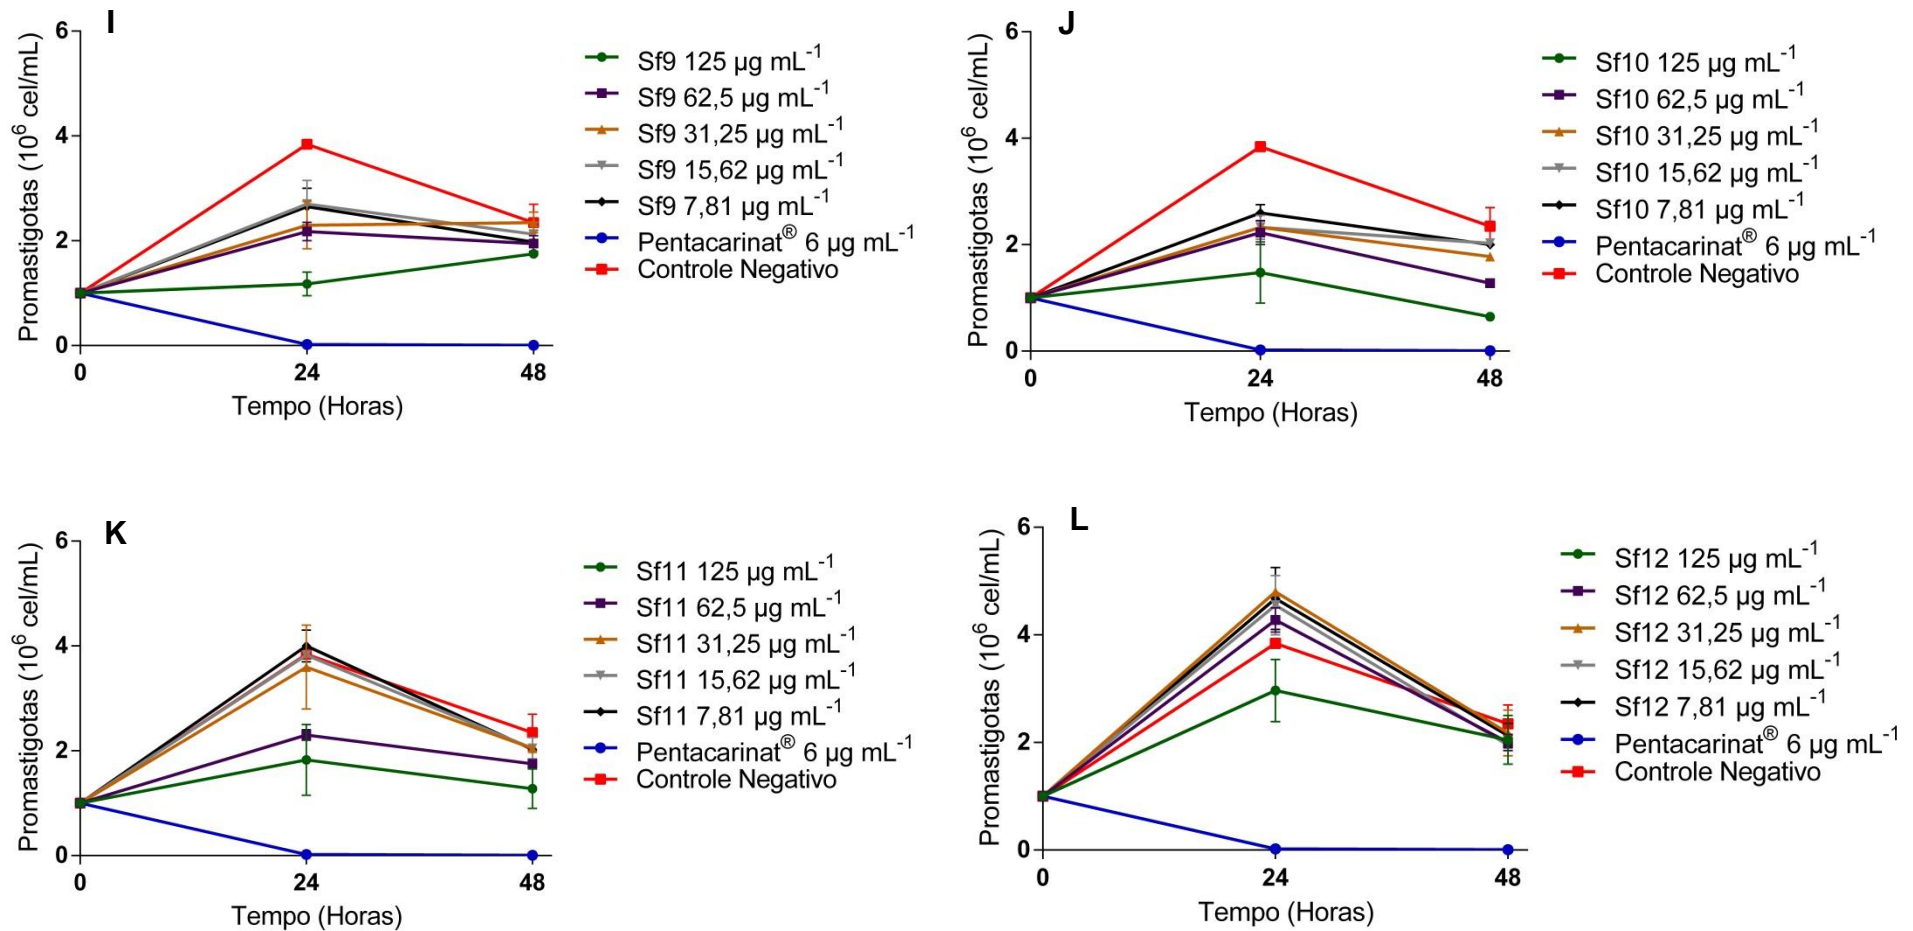 I
6
4
2
0
Promastigotas (10⁶ cel/mL)
0 24 48
Tempo (Horas)
Sf9 125 µg mL⁻¹
Sf9 62,5 µg mL⁻¹
Sf9 31,25 µg mL⁻¹
Sf9 15,62 µg mL⁻¹
Sf9 7,81 µg mL⁻¹
Pentacarinat® 6 µg mL⁻¹
Controle Negativo
J
6
4
2
0
Promastigotas (10⁶ cel/mL)
0 24 48
Tempo (Horas)
Sf10 125 µg mL⁻¹
Sf10 62,5 µg mL⁻¹
Sf10 31,25 µg mL⁻¹
Sf10 15,62 µg mL⁻¹
Sf10 7,81 µg mL⁻¹
Pentacarinat® 6 µg mL⁻¹
Controle Negativo
K
6
4
2
0
Promastigotas (10⁶ cel/mL)
0 24 48
Tempo (Horas)
Sf11 125 µg mL⁻¹
Sf11 62,5 µg mL⁻¹
Sf11 31,25 µg mL⁻¹
Sf11 15,62 µg mL⁻¹
Sf11 7,81 µg mL⁻¹
Pentacarinat® 6 µg mL⁻¹
Controle Negativo
L
6
4
2
0
Promastigotas (10⁶ cel/mL)
0 24 48
Tempo (Horas)
Sf12 125 µg mL⁻¹
Sf12 62,5 µg mL⁻¹
Sf12 31,25 µg mL⁻¹
Sf12 15,62 µg mL⁻¹
Sf12 7,81 µg mL⁻¹
Pentacarinat® 6 µg mL⁻¹
Controle Negativo